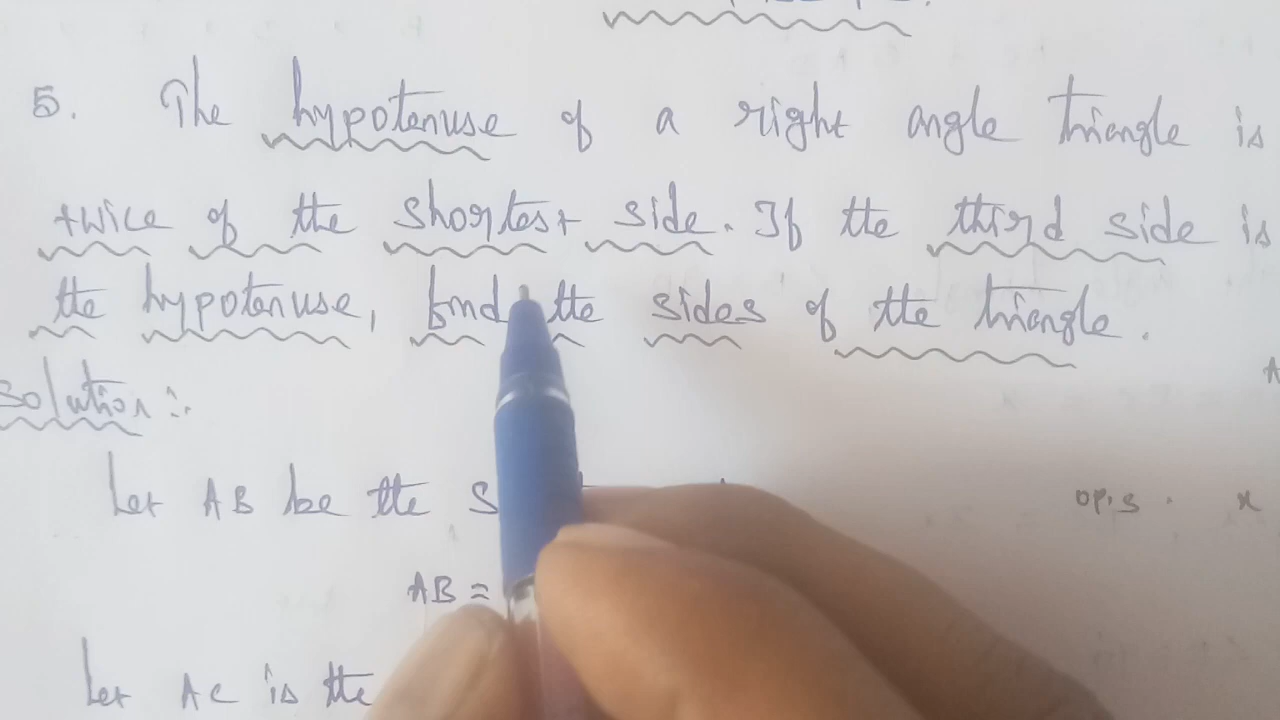 5. The hypotenuse of a right angle triangle is
twice of the shortest side. If the third side is
the hypotenuse, find the sides of the triangle.
Solution :-
A
Let AB be the S
op.s . x
AB =
Let AC is the